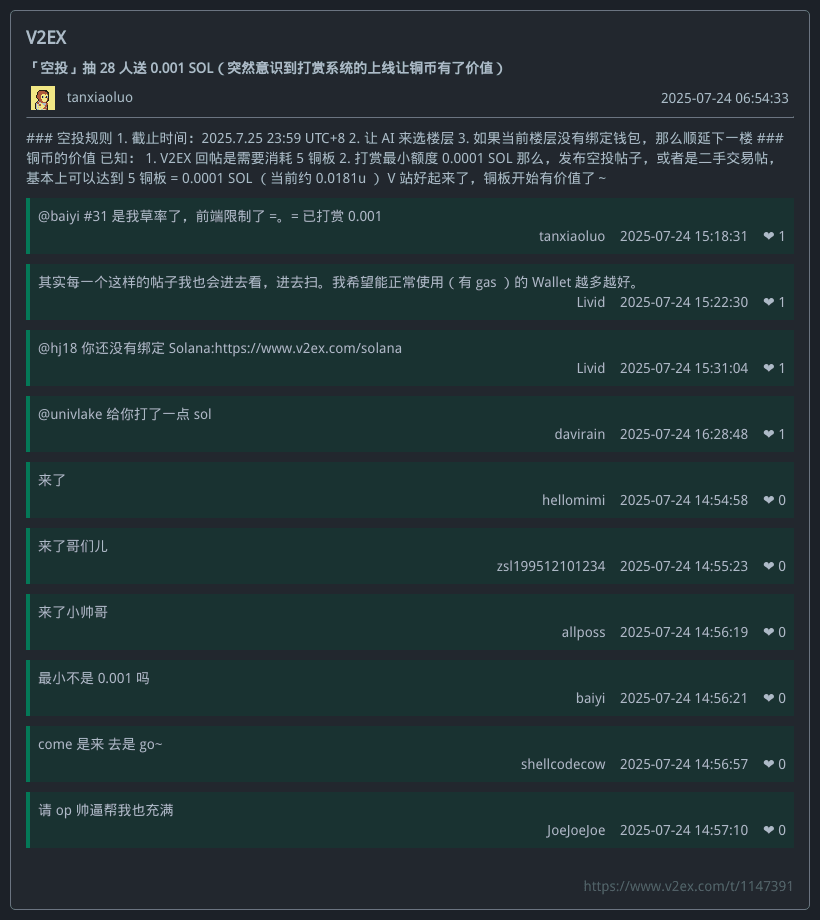 V2EX
「空投」抽 28 人送 0.001 SOL（突然意识到打赏系统的上线让铜币有了价值）
tanxiaoluo
2025-07-24 06:54:33
### 空投规则 1. 截止时间：2025.7.25 23:59 UTC+8 2. 让 AI 来选楼层 3. 如果当前楼层没有绑定钱包，那么顺延下一楼 ###
铜币的价值 已知： 1. V2EX 回帖是需要消耗 5 铜板 2. 打赏最小额度 0.0001 SOL 那么，发布空投帖子，或者是二手交易帖，
基本上可以达到 5 铜板 = 0.0001 SOL （当前约 0.0181u ） V 站好起来了，铜板开始有价值了 ~
@baiyi #31 是我草率了，前端限制了 =。= 已打赏 0.001
tanxiaoluo 2025-07-24 15:18:31 ❤ 1
其实每一个这样的帖子我也会进去看，进去扫。我希望能正常使用（有 gas ）的 Wallet 越多越好。
Livid 2025-07-24 15:22:30 ❤ 1
@hj18 你还没有绑定 Solana:https://www.v2ex.com/solana
Livid 2025-07-24 15:31:04 ❤ 1
@univlake 给你打了一点 sol
davirain 2025-07-24 16:28:48 ❤ 1
来了
hellomimi 2025-07-24 14:54:58 ❤ 0
来了哥们儿
zsl199512101234 2025-07-24 14:55:23 ❤ 0
来了小帅哥
allposs 2025-07-24 14:56:19 ❤ 0
最小不是 0.001 吗
baiyi 2025-07-24 14:56:21 ❤ 0
come 是来 去是 go~
shellcodecow 2025-07-24 14:56:57 ❤ 0
请 op 帅逼帮我也充满
JoeJoeJoe 2025-07-24 14:57:10 ❤ 0
https://www.v2ex.com/t/1147391